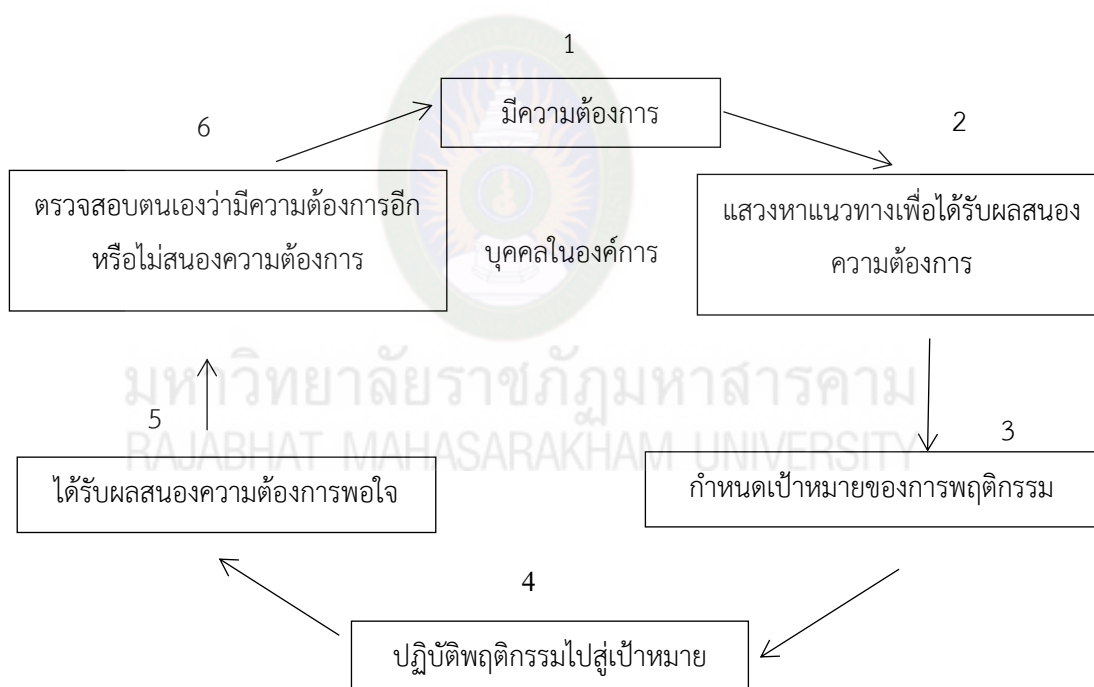 1
มีความต้องการ
2
แสวงหาแนวทางเพื่อได้รับผลสนอง
ความต้องการ
3
กำหนดเป้าหมายของการพฤติกรรม
4
ปฏิบัติพฤติกรรมไปสู่เป้าหมาย
5
ได้รับผลสนองความต้องการพอใจ
6
ตรวจสอบตนเองว่ามีความต้องการอีก
หรือไม่สนองความต้องการ
บุคคลในองค์การ
มหาวิทยาลัยราชภัฏมหาสารคาม
RAJABHAT MAHASARAKHAM UNIVERSITY